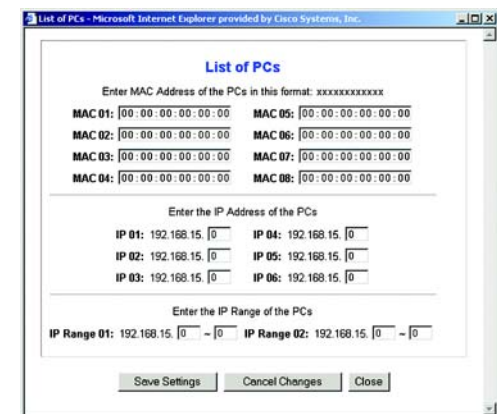 List of PCs - Microsoft Internet Explorer provided by Cisco Systems, Inc.
List of PCs
Enter MAC Address of the PCs in this format: xxxxxxxxxxxx
MAC 01: 00:00:00:00:00:00 MAC 05: 00:00:00:00:00:00
MAC 02: 00:00:00:00:00:00 MAC 06: 00:00:00:00:00:00
MAC 03: 00:00:00:00:00:00 MAC 07: 00:00:00:00:00:00
MAC 04: 00:00:00:00:00:00 MAC 08: 00:00:00:00:00:00
Enter the IP Address of the PCs
IP 01: 192.168.15. 0 IP 04: 192.168.15. 0
IP 02: 192.168.15. 0 IP 05: 192.168.15. 0
IP 03: 192.168.15. 0 IP 06: 192.168.15. 0
Enter the IP Range of the PCs
IP Range 01: 192.168.15. 0 ~ 0 IP Range 02: 192.168.15. 0 ~ 0
Save Settings Cancel Changes Close